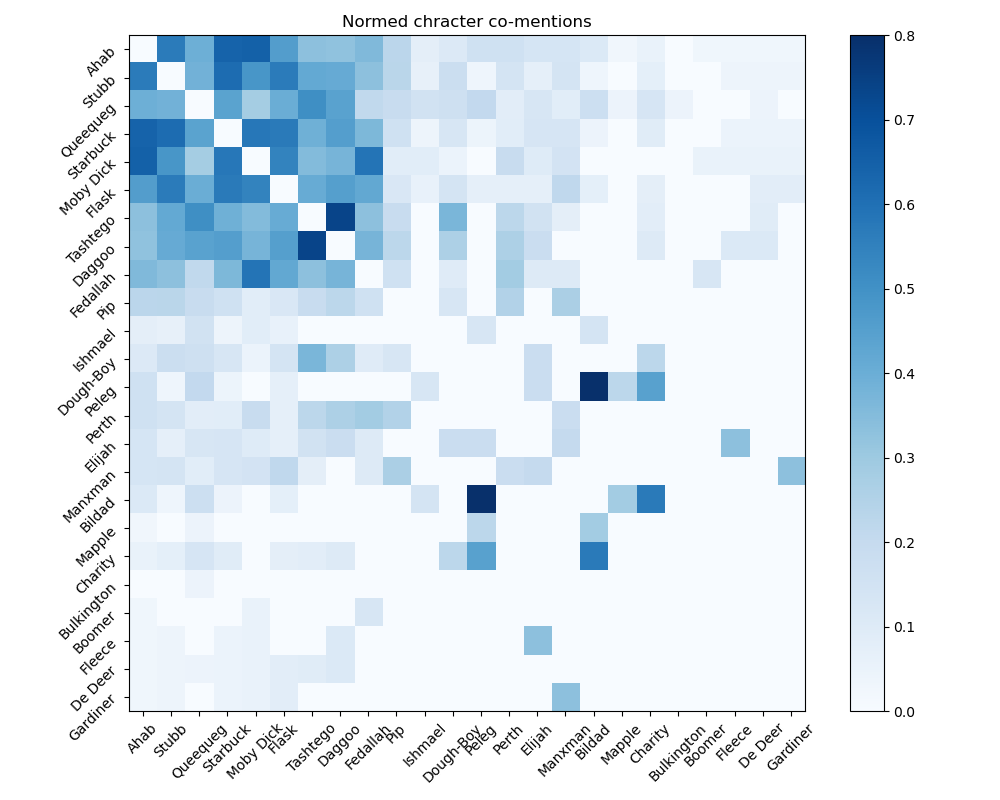 Normed chracter co-mentions
Ahab
Stubb
Queequeg
Starbuck
Moby Dick
Flask
Tashtego
Daggoo
Fedallah
Pip
Ishmael
Dough-Boy
Peleg
Perth
Elijah
Manxman
Bildad
Mapple
Charity
Bulkington
Boomer
Fleece
De Deer
Gardiner
Ahab
Stubb
Queequeg
Starbuck
Moby Dick
Flask
Tashtego
Daggoo
Fedallah
Pip
Ishmael
Dough-Boy
Peleg
Perth
Elijah
Manxman
Bildad
Mapple
Charity
Bulkington
Boomer
Fleece
De Deer
Gardiner
0.8
0.7
0.6
0.5
0.4
0.3
0.2
0.1
0.0